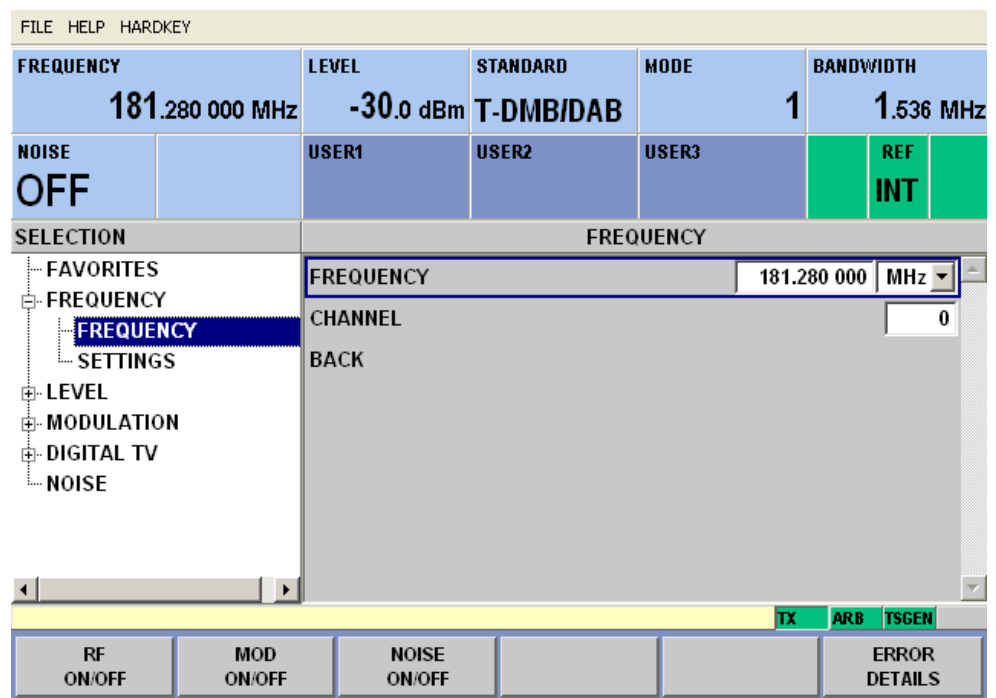 FILE HELP HARDKEY
FREQUENCY LEVEL STANDARD MODE BANDWIDTH
181.280 000 MHz -30.0 dBm T-DMB/DAB 1 1.536 MHz
NOISE USER1 USER2 USER3 REF
OFF INT
SELECTION FREQUENCY
FAVORITES
FREQUENCY
FREQUENCY
SETTINGS
LEVEL
MODULATION
DIGITAL TV
NOISE
FREQUENCY 181.280 000 MHz
CHANNEL 0
BACK
TX ARB TSGEN
RF ON/OFF
MOD ON/OFF
NOISE ON/OFF
ERROR DETAILS